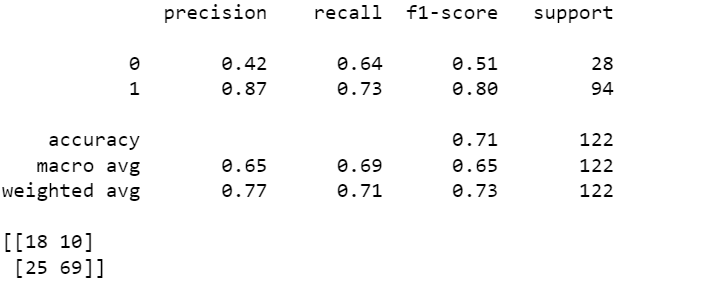 precision recall f1-score support
0 0.42 0.64 0.51 28
1 0.87 0.73 0.80 94
accuracy 0.71 122
macro avg 0.65 0.69 0.65 122
weighted avg 0.77 0.71 0.73 122
[[18 10]
[25 69]]